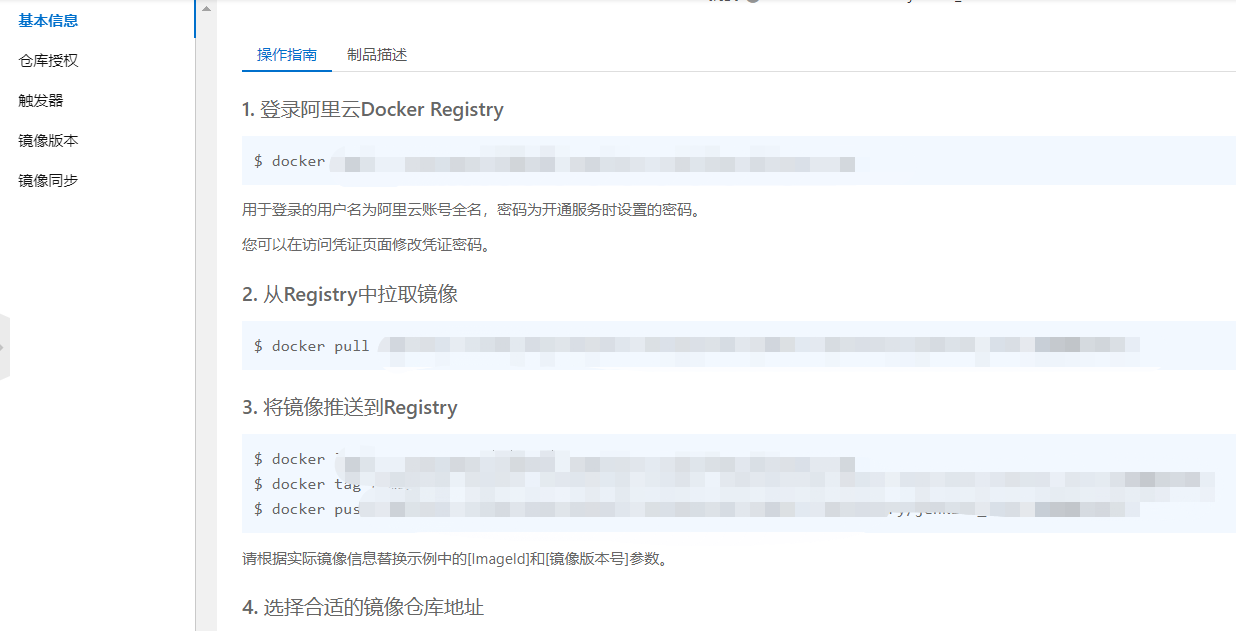 基本信息
仓库授权
触发器
镜像版本
镜像同步
操作指南 制品描述
1. 登录阿里云Docker Registry
$ docker
用于登录的用户名为阿里云账号全名，密码为开通服务时设置的密码。
您可以在访问凭证页面修改凭证密码。
2. 从Registry中拉取镜像
$ docker pull
3. 将镜像推送到Registry
$ docker
$ docker tag
$ docker pus
请根据实际镜像信息替换示例中的[ImageId]和[镜像版本号]参数。
4. 选择合适的镜像仓库地址